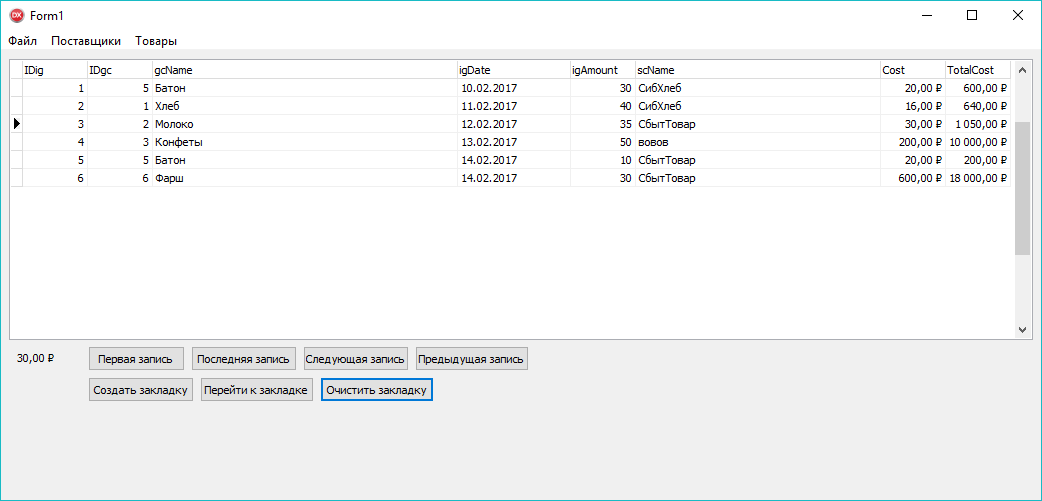 DX Form1
Файл Поставщики Товары
IDig IDgc gcName igDate igAmount scName Cost TotalCost
1 5 Батон 10.02.2017 30 СибХлеб 20,00 ₽ 600,00 ₽
2 1 Хлеб 11.02.2017 40 СибХлеб 16,00 ₽ 640,00 ₽
3 2 Молоко 12.02.2017 35 СбытТовар 30,00 ₽ 1 050,00 ₽
4 3 Конфеты 13.02.2017 50 вовов 200,00 ₽ 10 000,00 ₽
5 5 Батон 14.02.2017 10 СбытТовар 20,00 ₽ 200,00 ₽
6 6 Фарш 14.02.2017 30 СбытТовар 600,00 ₽ 18 000,00 ₽
30,00 ₽ Первая запись Последняя запись Следующая запись Предыдущая запись
Создать закладку Перейти к закладке Очистить закладку